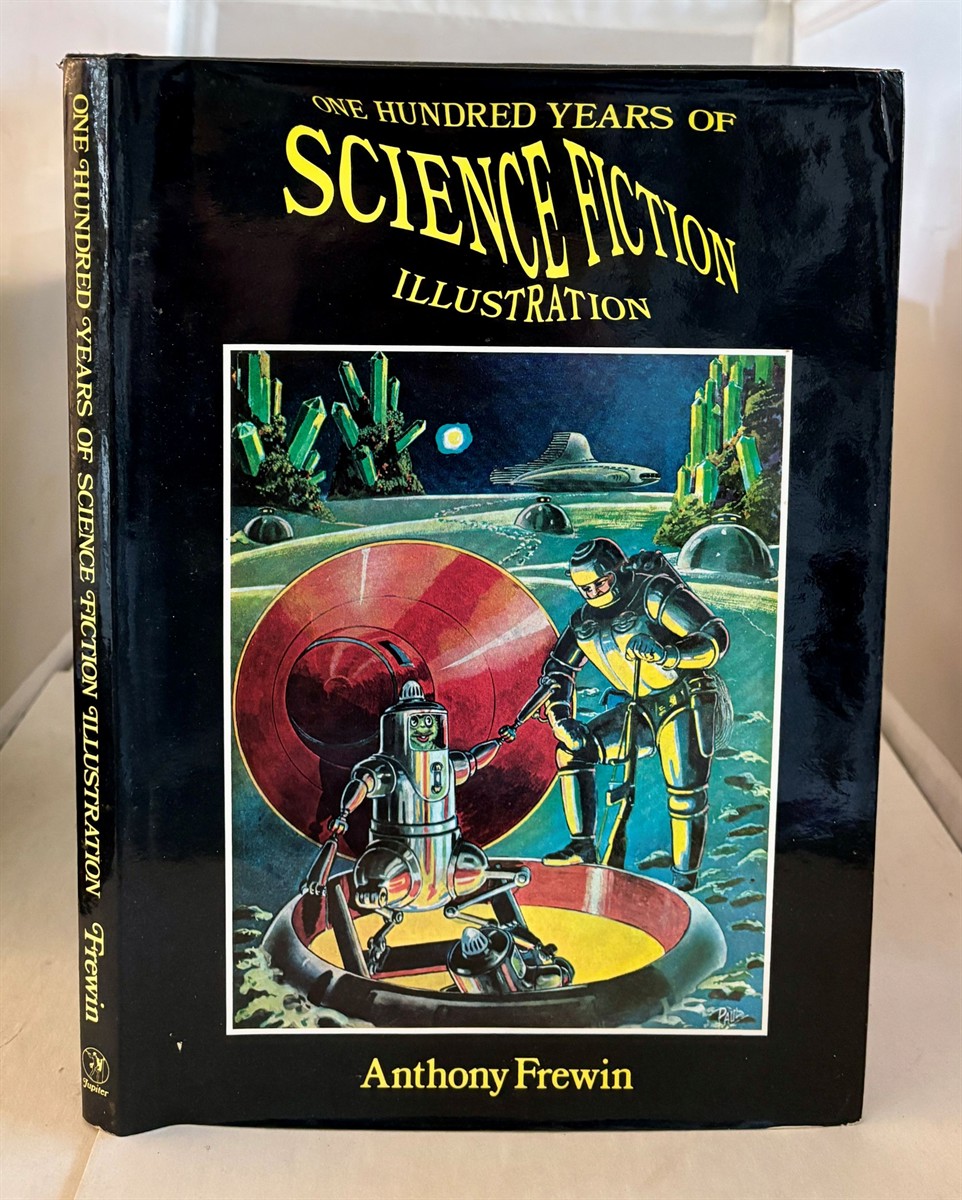 ONE HUNDRED YEARS OF
SCIENCE FICTION
ILLUSTRATION
PAUL
Anthony Frewin
ONE HUNDRED YEARS OF SCIENCE FICTION ILLUSTRATION Frewin
Jupiter